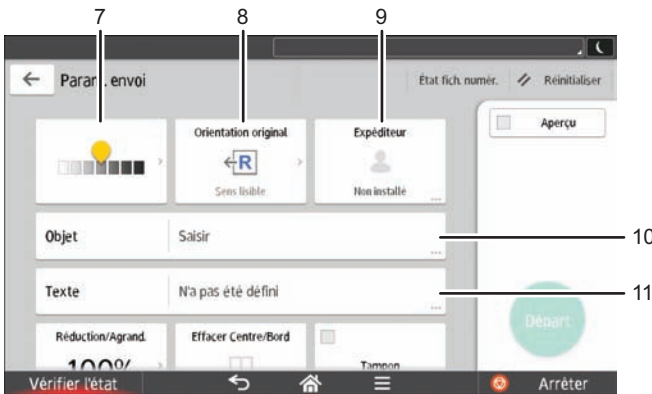 7 8 9
Param. envoi État fich. numér. Réinitialiser
Orientation original Expéditeur Aperçu
R
Sens lisible Non installé
Objet Saisir 10
Texte N'a pas été défini 11
Départ
Réduction/Agrand. Effacer Centre/Bord
100% Tampon
Vérifier l'état Arrêter